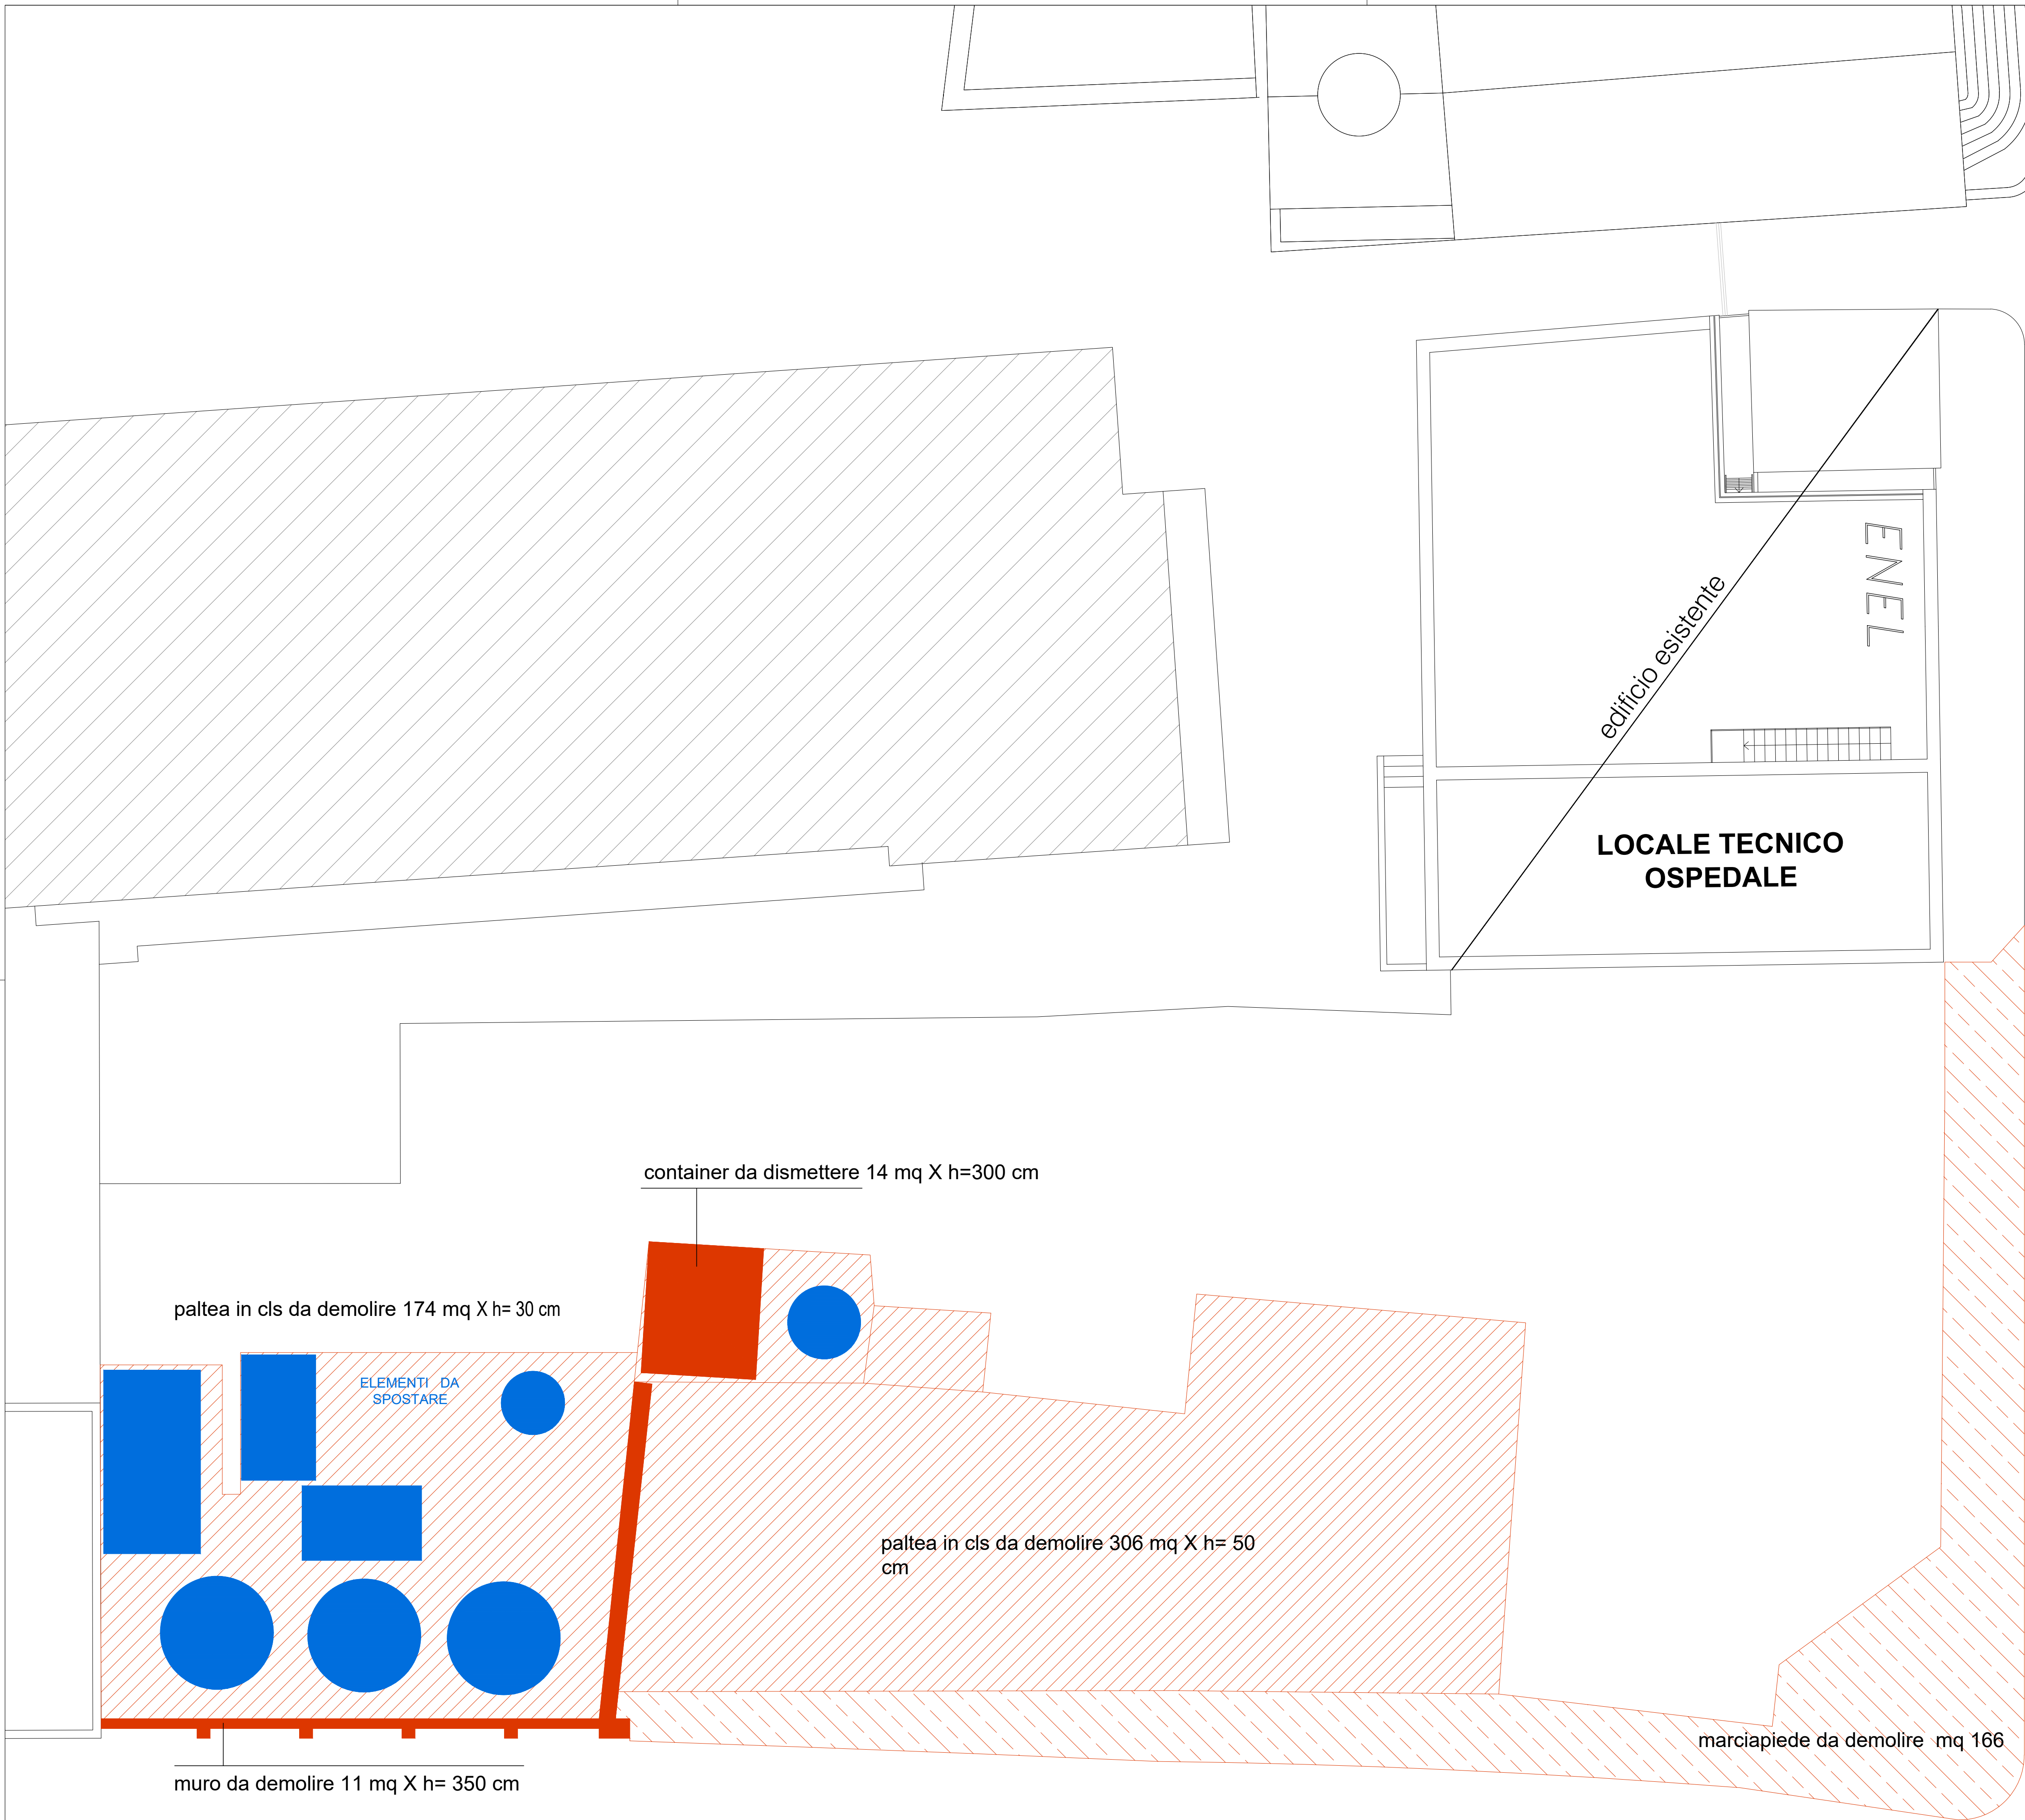 edificio esistente
ENEL
LOCALE TECNICO
OSPEDALE
container da dismettere 14 mq X h=300 cm
paltea in cls da demolire 174 mq X h= 30 cm
ELEMENTI DA
SPOSTARE
paltea in cls da demolire 306 mq X h= 50
cm
marciapiede da demolire mq 166
muro da demolire 11 mq X h= 350 cm